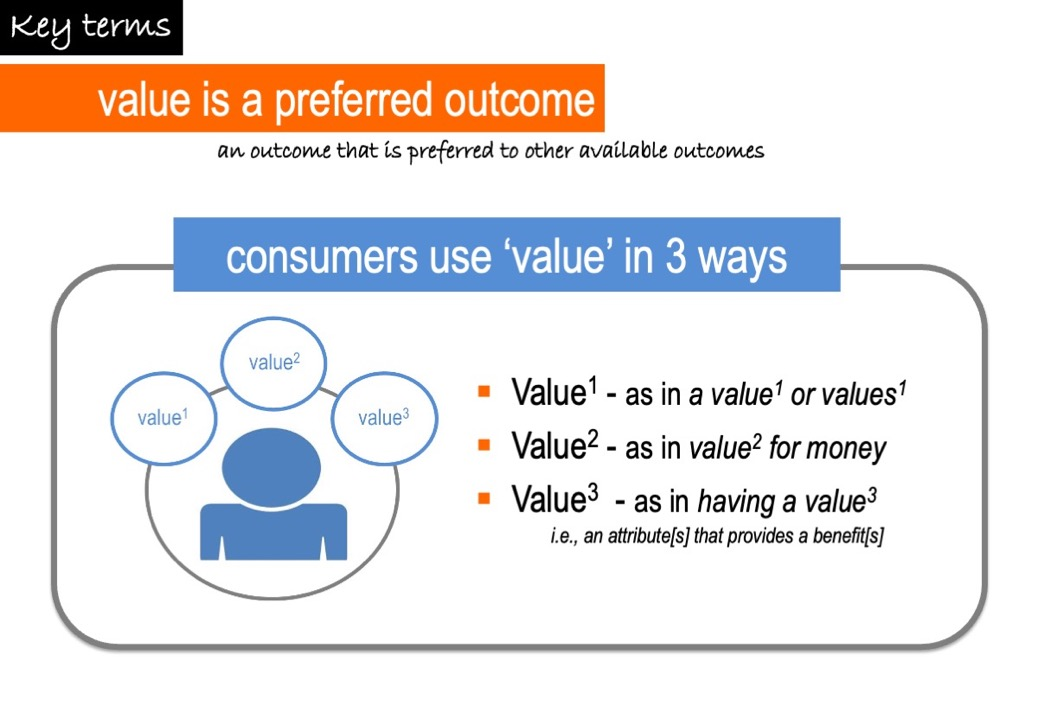 Key terms
value is a preferred outcome
an outcome that is preferred to other available outcomes
consumers use ‘value’ in 3 ways
value²
value¹
value³
▪ Value¹ - as in a value¹ or values¹
▪ Value² - as in value² for money
▪ Value³ - as in having a value³
i.e., an attribute[s] that provides a benefit[s]